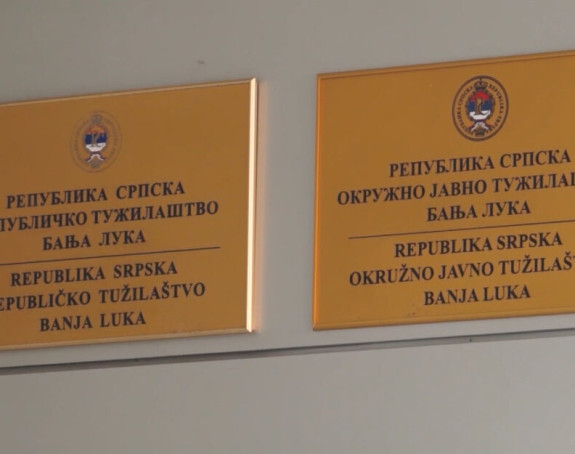 РЕПУБЛИКА СРПСКА
ПУБЛИЧКО ТУЖИЛАШТВО
БАЊА ЛУКА
REPUBLIKA SRPSKA
EPUBLIČKO TUŽILAŠTVO
BANJA LUKA
РЕПУБЛИКА СРПСКА
ОКРУЖНО ЈАВНО ТУЖИЛА
БАЊА ЛУКА
REPUBLIKA SRPSKA
OKRUŽNO JAVNO TUŽILAŠT
BANJA LUKA